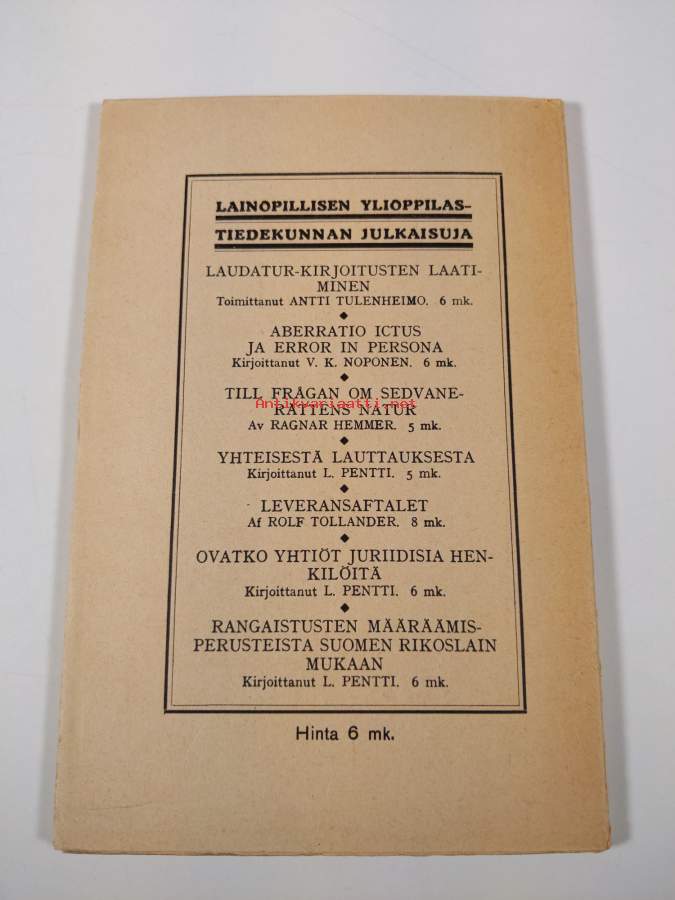 LAINOPILLISEN YLIOPPILAS-
TIEDEKUNNAN JULKAISUJA
LAUDATUR-KIRJOITUSTEN LAATI-
MINEN
Toimittanut ANTTI TULENHEIMO. 6 mk.
ABERRATIO ICTUS
JA ERROR IN PERSONA
Kirjoittanut V. K. NOPONEN. 6 mk.
TILL FRÅGAN OM SEDVANE-
Antikvariaatti.net
RÄTTENS NATUR
Av RAGNAR HEMMER. 5 mk.
YHTEISESTÄ LAUTTAUKSESTA
Kirjoittanut L. PENTTI. 5 mk.
LEVERANSAFTALET
Af ROLF TOLLANDER. 8 mk.
OVATKO YHTIÖT JURIIDISIA HEN-
KILÖITÄ
Kirjoittanut L. PENTTI. 6 mk.
RANGAISTUSTEN MÄÄRÄÄMIS-
PERUSTEISTA SUOMEN RIKOSLAIN
MUKAAN
Kirjoittanut L. PENTTI. 6 mk.
Hinta 6 mk.